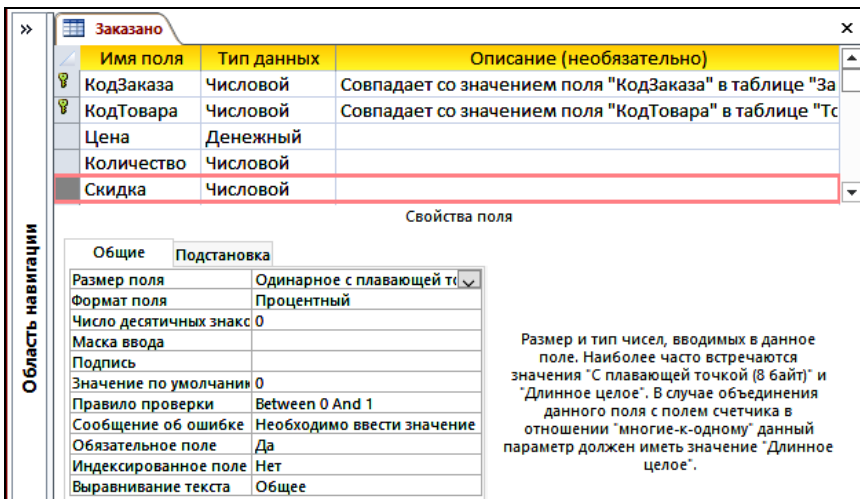 »
Заказано
×
Имя поля Тип данных Описание (необязательно)
КодЗаказа Числовой Совпадает со значением поля "КодЗаказа" в таблице "За
КодТовара Числовой Совпадает со значением поля "КодТовара" в таблице "То
Цена Денежный
Количество Числовой
Скидка Числовой
Свойства поля
Область навигации
Общие Подстановка
Размер поля Одинарное с плавающей то
Формат поля Процентный
Число десятичных знако 0
Маска ввода
Подпись
Значение по умолчанию 0
Правило проверки Between 0 And 1
Сообщение об ошибке Необходимо ввести значение
Обязательное поле Да
Индексированное поле Нет
Выравнивание текста Общее
Размер и тип чисел, вводимых в данное
поле. Наиболее часто встречаются
значения "С плавающей точкой (8 байт)" и
"Длинное целое". В случае объединения
данного поля с полем счетчика в
отношении "многие-к-одному" данный
параметр должен иметь значение "Длинное
целое".